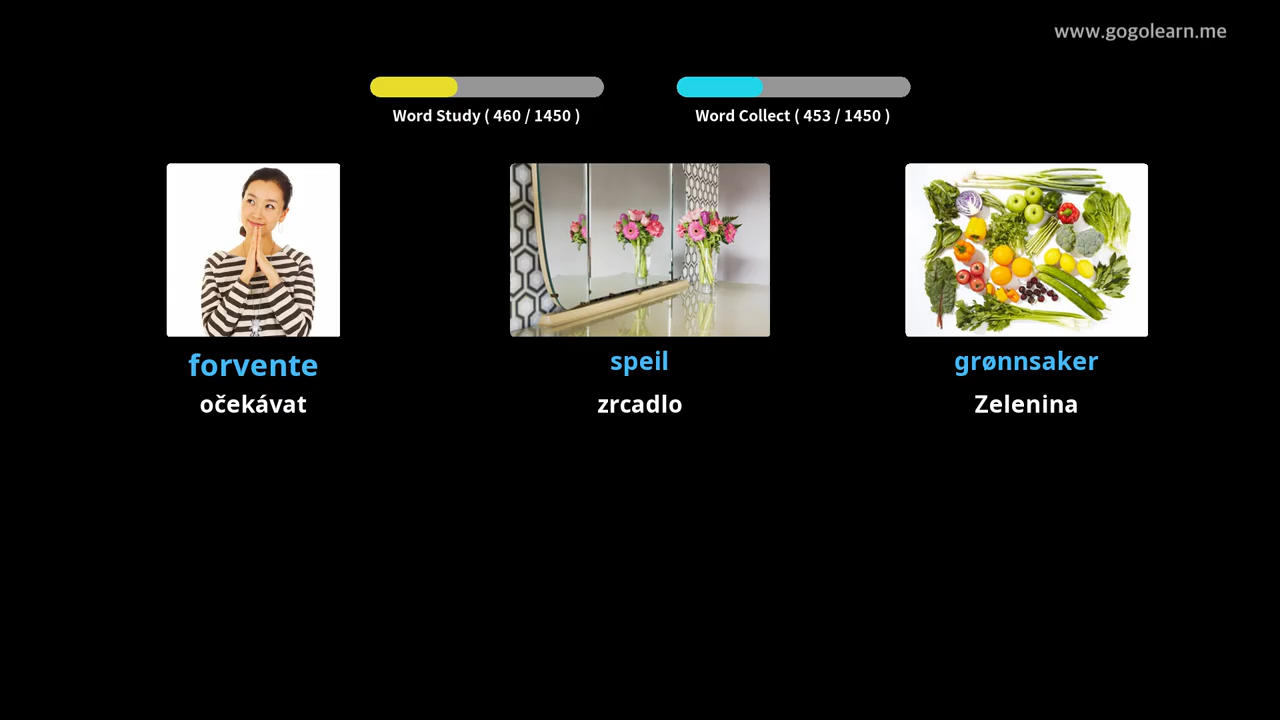 www.gogolearn.me
Word Study ( 460 / 1450 )
Word Collect ( 453 / 1450 )
forvente
očekávat
speil
zrcadlo
grønnsaker
Zelenina